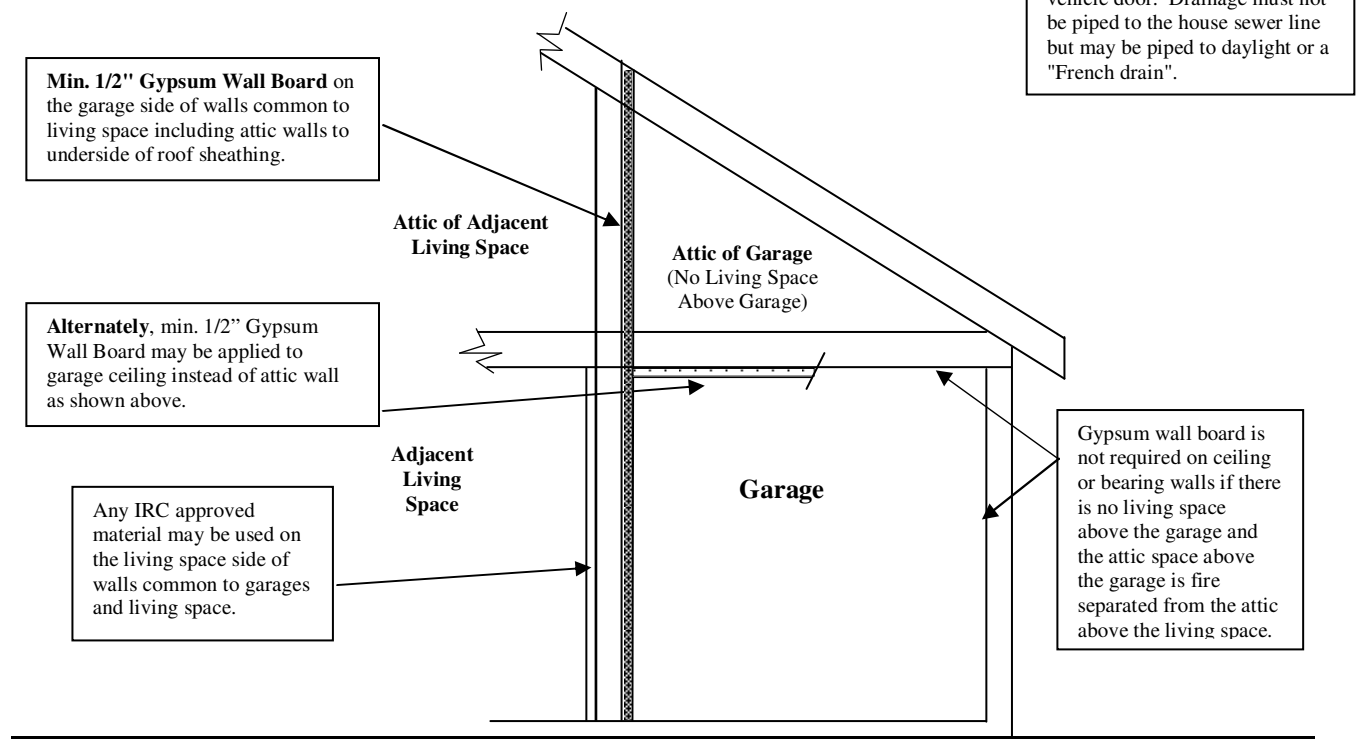 vehicle door. Drainage must not
be piped to the house sewer line
but may be piped to daylight or a
"French drain".
Min. 1/2" Gypsum Wall Board on
the garage side of walls common to
living space including attic walls to
underside of roof sheathing.
Attic of Adjacent
Living Space
Attic of Garage
(No Living Space
Above Garage)
Alternately, min. 1/2” Gypsum
Wall Board may be applied to
garage ceiling instead of attic wall
as shown above.
Adjacent
Living
Space
Garage
Any IRC approved
material may be used on
the living space side of
walls common to garages
and living space.
Gypsum wall board is
not required on ceiling
or bearing walls if there
is no living space
above the garage and
the attic space above
the garage is fire
separated from the attic
above the living space.